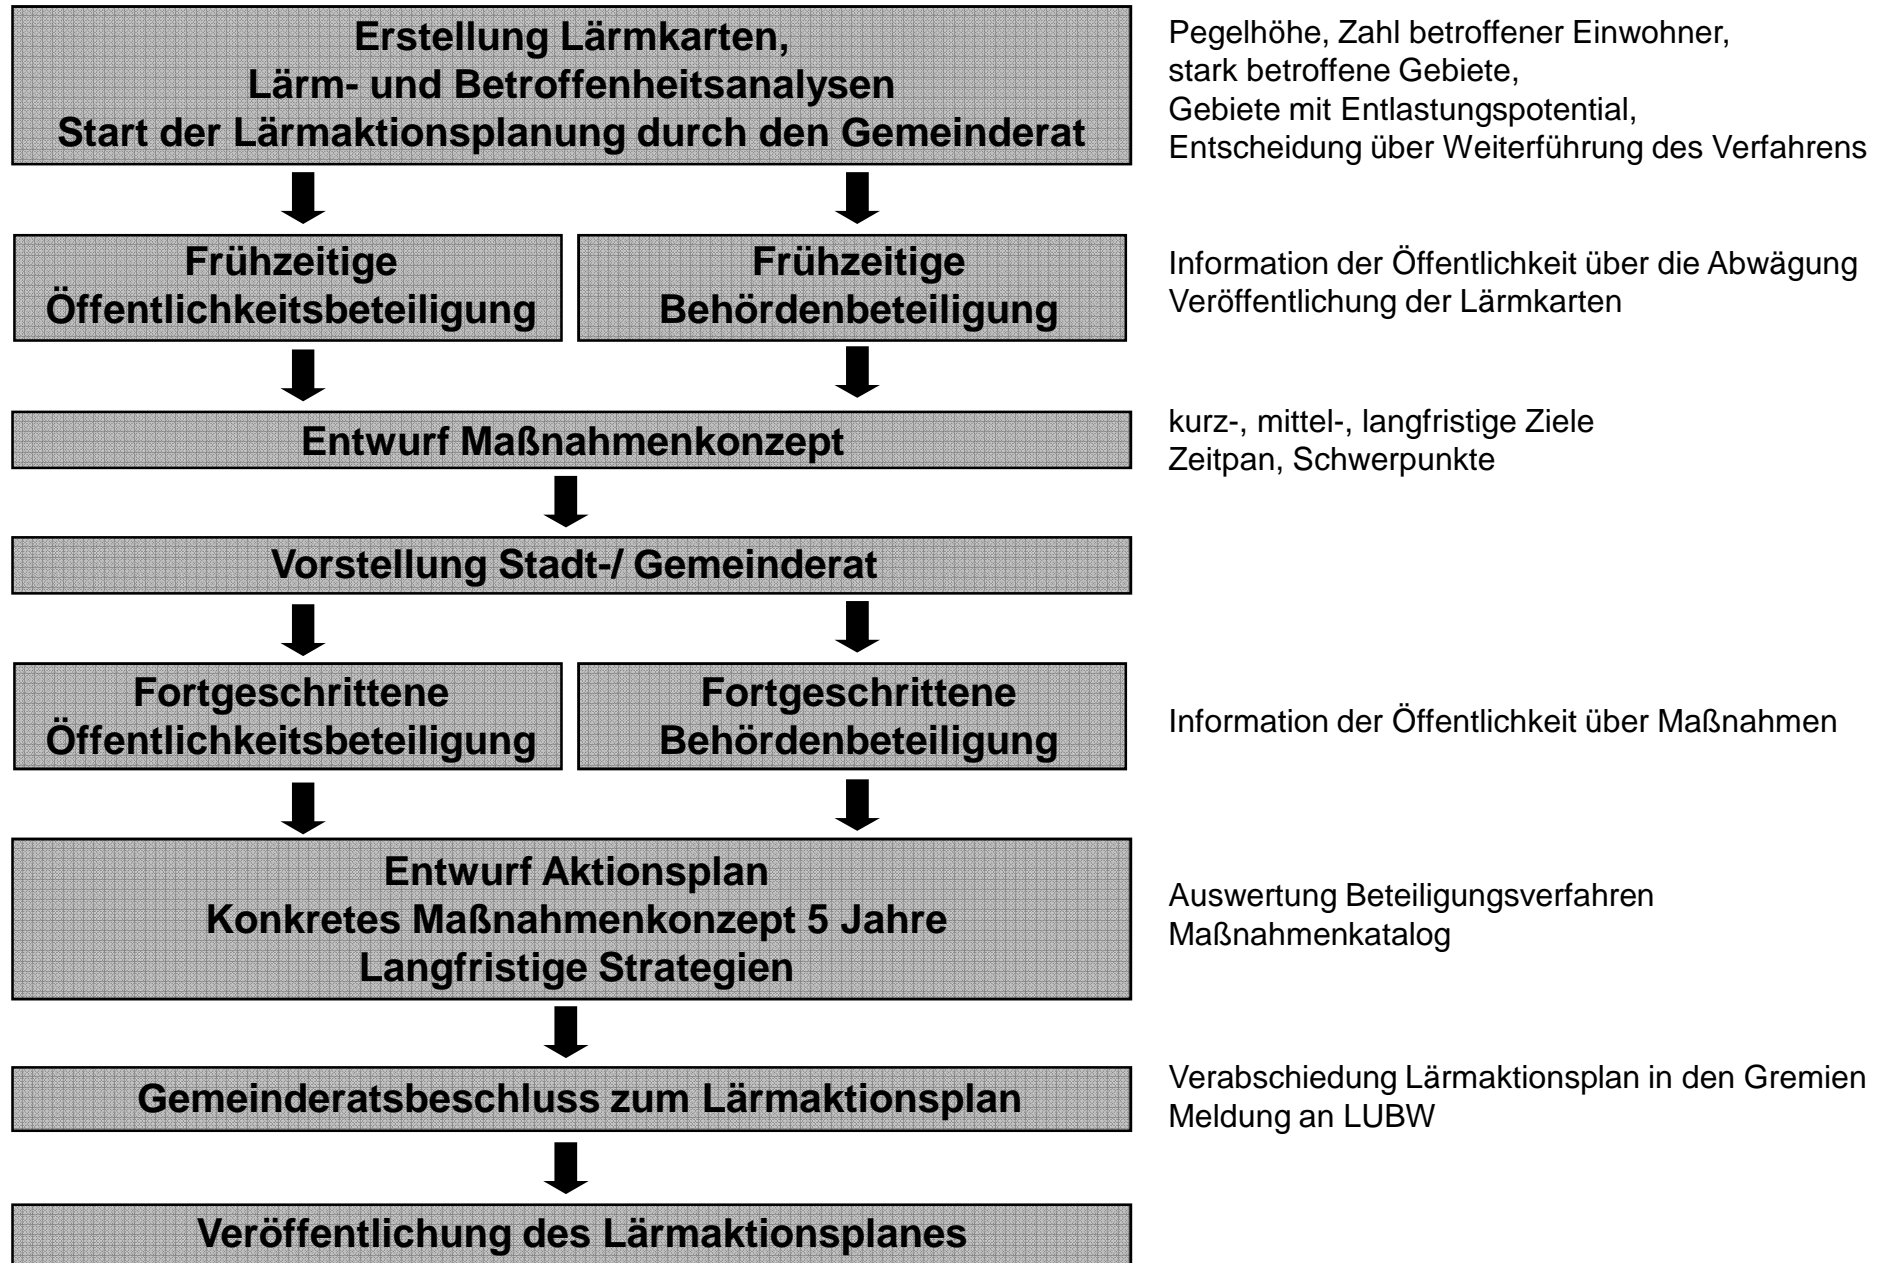 Erstellung Lärmkarten,
Lärm- und Betroffenheitsanalysen
Start der Lärmaktionsplanung durch den Gemeinderat
Pegelhöhe, Zahl betroffener Einwohner,
stark betroffene Gebiete,
Gebiete mit Entlastungspotential,
Entscheidung über Weiterführung des Verfahrens
Frühzeitige
Öffentlichkeitsbeteiligung
Frühzeitige
Behördenbeteiligung
Information der Öffentlichkeit über die Abwägung
Veröffentlichung der Lärmkarten
Entwurf Maßnahmenkonzept
kurz-, mittel-, langfristige Ziele
Zeitpan, Schwerpunkte
Vorstellung Stadt-/ Gemeinderat
Fortgeschrittene
Öffentlichkeitsbeteiligung
Fortgeschrittene
Behördenbeteiligung
Information der Öffentlichkeit über Maßnahmen
Entwurf Aktionsplan
Konkretes Maßnahmenkonzept 5 Jahre
Langfristige Strategien
Auswertung Beteiligungsverfahren
Maßnahmenkatalog
Gemeinderatsbeschluss zum Lärmaktionsplan
Verabschiedung Lärmaktionsplan in den Gremien
Meldung an LUBW
Veröffentlichung des Lärmaktionsplanes